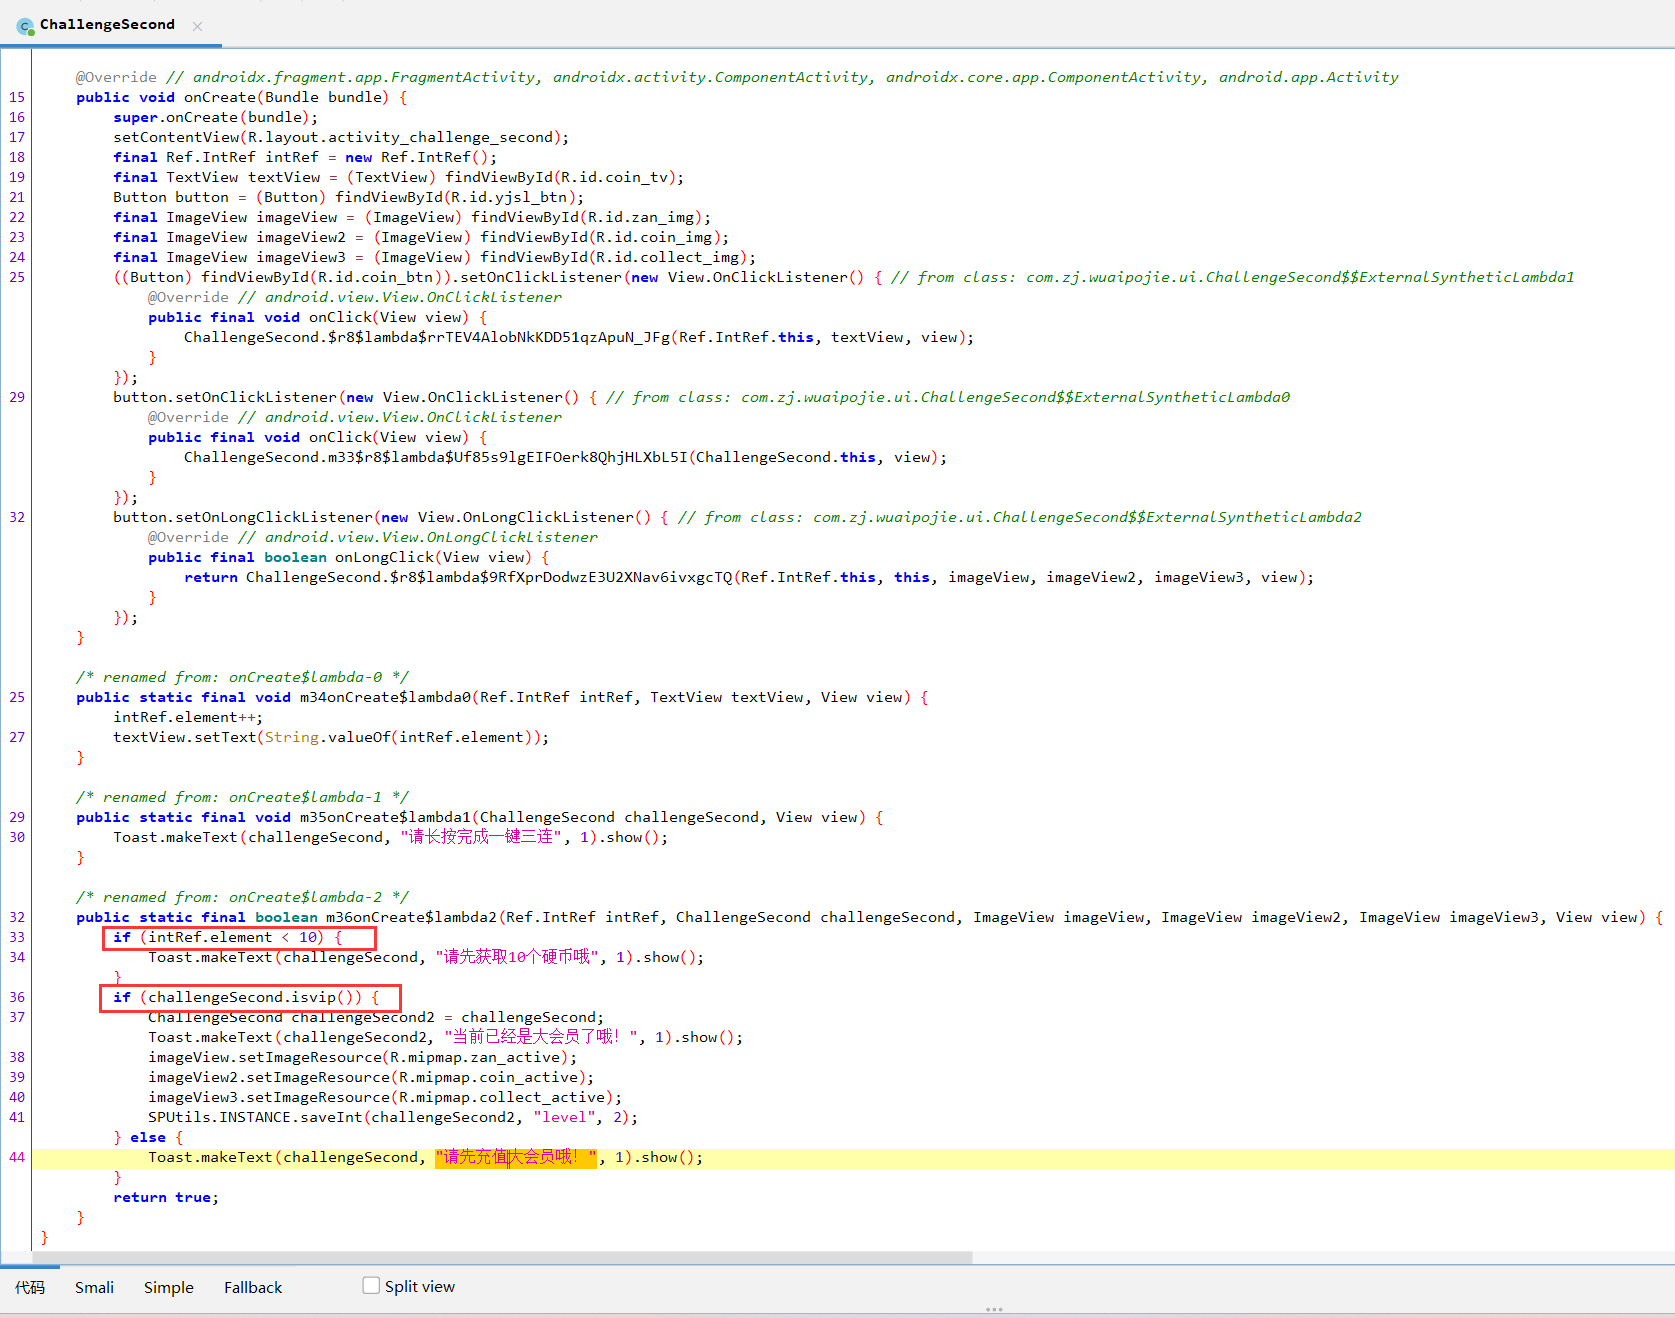 ChallengeSecond
@Override // androidx.fragment.app.FragmentActivity, androidx.activity.ComponentActivity, androidx.core.app.ComponentActivity, android.app.Activity
15 public void onCreate(Bundle bundle) {
16 super.onCreate(bundle);
17 setContentView(R.layout.activity_challenge_second);
18 final Ref.IntRef intRef = new Ref.IntRef();
19 final TextView textView = (TextView) findViewById(R.id.coin_tv);
21 Button button = (Button) findViewById(R.id.yjsl_btn);
22 final ImageView imageView = (ImageView) findViewById(R.id.zan_img);
23 final ImageView imageView2 = (ImageView) findViewById(R.id.coin_img);
24 final ImageView imageView3 = (ImageView) findViewById(R.id.collect_img);
25 ((Button) findViewById(R.id.coin_btn)).setOnClickListener(new View.OnClickListener() { // from class: com.zj.wuaipojie.ui.ChallengeSecond$$ExternalSyntheticLambda1
@Override // android.view.View.OnClickListener
public final void onClick(View view) {
ChallengeSecond.$r8$lambda$rrTEV4AlobNkKDD51qzApuN_JFg(Ref.IntRef.this, textView, view);
}
});
29 button.setOnClickListener(new View.OnClickListener() { // from class: com.zj.wuaipojie.ui.ChallengeSecond$$ExternalSyntheticLambda0
@Override // android.view.View.OnClickListener
public final void onClick(View view) {
ChallengeSecond.m33$r8$lambda$Uf85s9lgEIFOerk8QhjHLXbL5I(ChallengeSecond.this, view);
}
});
32 button.setOnLongClickListener(new View.OnLongClickListener() { // from class: com.zj.wuaipojie.ui.ChallengeSecond$$ExternalSyntheticLambda2
@Override // android.view.View.OnLongClickListener
public final boolean onLongClick(View view) {
return ChallengeSecond.$r8$lambda$9RfXprDodwzE3U2XNav6ivxgcTQ(Ref.IntRef.this, this, imageView, imageView2, imageView3, view);
}
});
}
/* renamed from: onCreate$lambda-0 */
25 public static final void m34onCreate$lambda0(Ref.IntRef intRef, TextView textView, View view) {
intRef.element++;
27 textView.setText(String.valueOf(intRef.element));
}
/* renamed from: onCreate$lambda-1 */
29 public static final void m35onCreate$lambda1(ChallengeSecond challengeSecond, View view) {
30 Toast.makeText(challengeSecond, "请长按完成一键三连", 1).show();
}
/* renamed from: onCreate$lambda-2 */
32 public static final boolean m36onCreate$lambda2(Ref.IntRef intRef, ChallengeSecond challengeSecond, ImageView imageView, ImageView imageView2, ImageView imageView3, View view) {
33 if (intRef.element < 10) {
34 Toast.makeText(challengeSecond, "请先获取10个硬币哦", 1).show();
}
36 if (challengeSecond.isvip()) {
37 ChallengeSecond challengeSecond2 = challengeSecond;
Toast.makeText(challengeSecond2, "当前已经是大会员了哦！", 1).show();
38 imageView.setImageResource(R.mipmap.zan_active);
39 imageView2.setImageResource(R.mipmap.coin_active);
40 imageView3.setImageResource(R.mipmap.collect_active);
41 SPUtils.INSTANCE.saveInt(challengeSecond2, "level", 2);
} else {
44 Toast.makeText(challengeSecond, "请先充值大会员哦！", 1).show();
}
return true;
}
}
代码 Smali Simple Fallback Split view